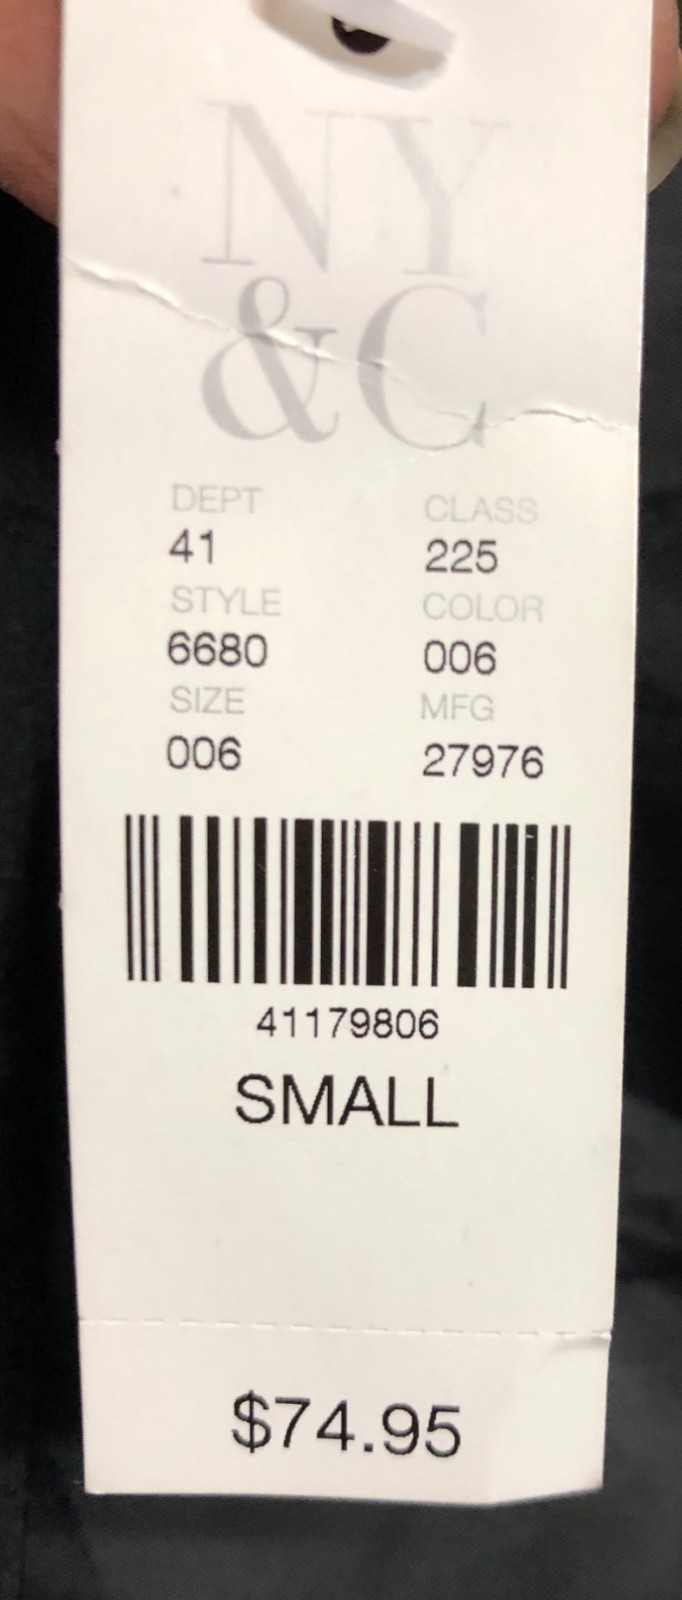 NY
&C
DEPT CLASS
41 225
STYLE COLOR
6680 006
SIZE MFG
006 27976
41179806
SMALL
$74.95